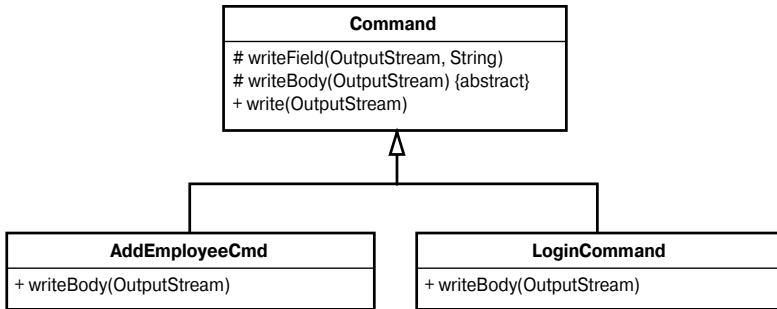 Command
# writeField(OutputStream, String)
# writeBody(OutputStream) {abstract}
+ write(OutputStream)
AddEmployeeCmd
+ writeBody(OutputStream)
LoginCommand
+ writeBody(OutputStream)